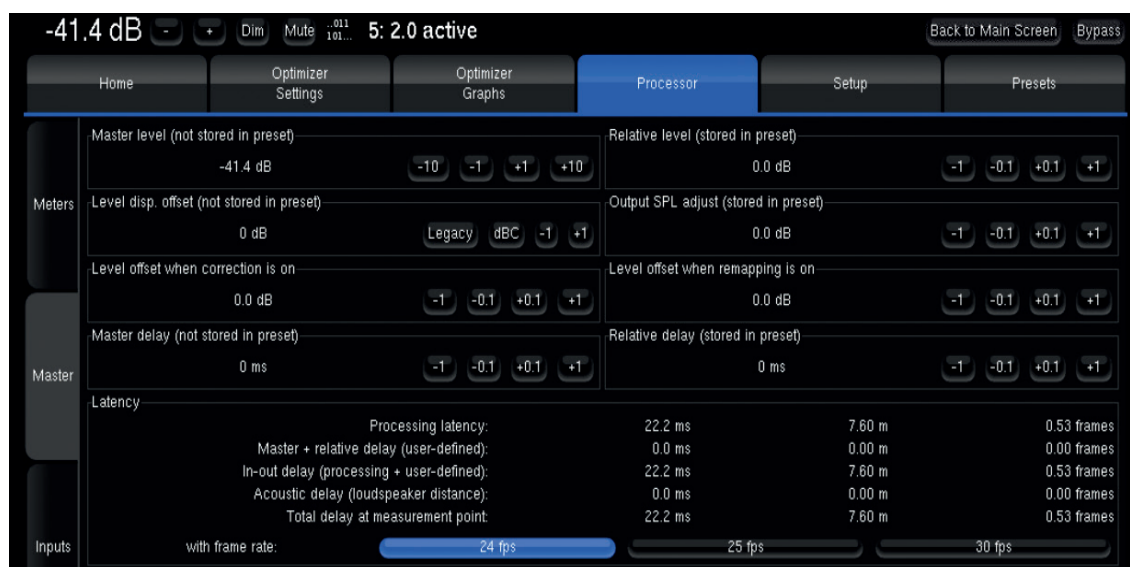 -41.4 dB - + Dim Mute ..011 101... 5: 2.0 active Back to Main Screen Bypass
Home Optimizer Settings Optimizer Graphs Processor Setup Presets
Meters
Master
Inputs
Master level (not stored in preset)
-41.4 dB -10 -1 +1 +10
Relative level (stored in preset)
0.0 dB -1 -0.1 +0.1 +1
Level disp. offset (not stored in preset)
0 dB Legacy dBC -1 +1
Output SPL adjust (stored in preset)
0.0 dB -1 -0.1 +0.1 +1
Level offset when correction is on
0.0 dB -1 -0.1 +0.1 +1
Level offset when remapping is on
0.0 dB -1 -0.1 +0.1 +1
Master delay (not stored in preset)
0 ms -1 -0.1 +0.1 +1
Relative delay (stored in preset)
0 ms -1 -0.1 +0.1 +1
Latency
Processing latency: 22.2 ms 7.60 m 0.53 frames
Master + relative delay (user-defined): 0.0 ms 0.00 m 0.00 frames
In-out delay (processing + user-defined): 22.2 ms 7.60 m 0.53 frames
Acoustic delay (loudspeaker distance): 0.0 ms 0.00 m 0.00 frames
Total delay at measurement point: 22.2 ms 7.60 m 0.53 frames
with frame rate: 24 fps 25 fps 30 fps